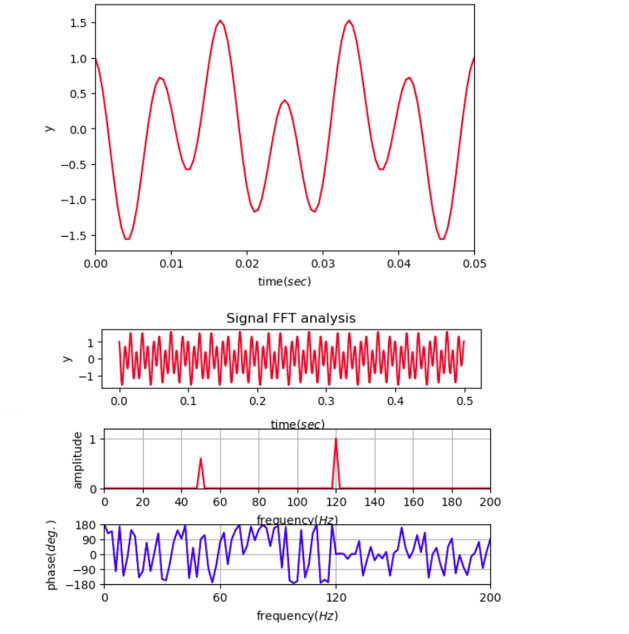 1.5
1.0
0.5
y
0.0
−0.5
−1.0
−1.5
0.00 0.01 0.02 0.03 0.04 0.05
time(sec)
Signal FFT analysis
1
y
0
−1
0.0 0.1 0.2 0.3 0.4 0.5
time(sec)
amplitude
1
0
0 20 40 60 80 100 120 140 160 180 200
frequency(Hz)
phase(deg.)
180
90
0
−90
−180
0 60 120 200
frequency(Hz)